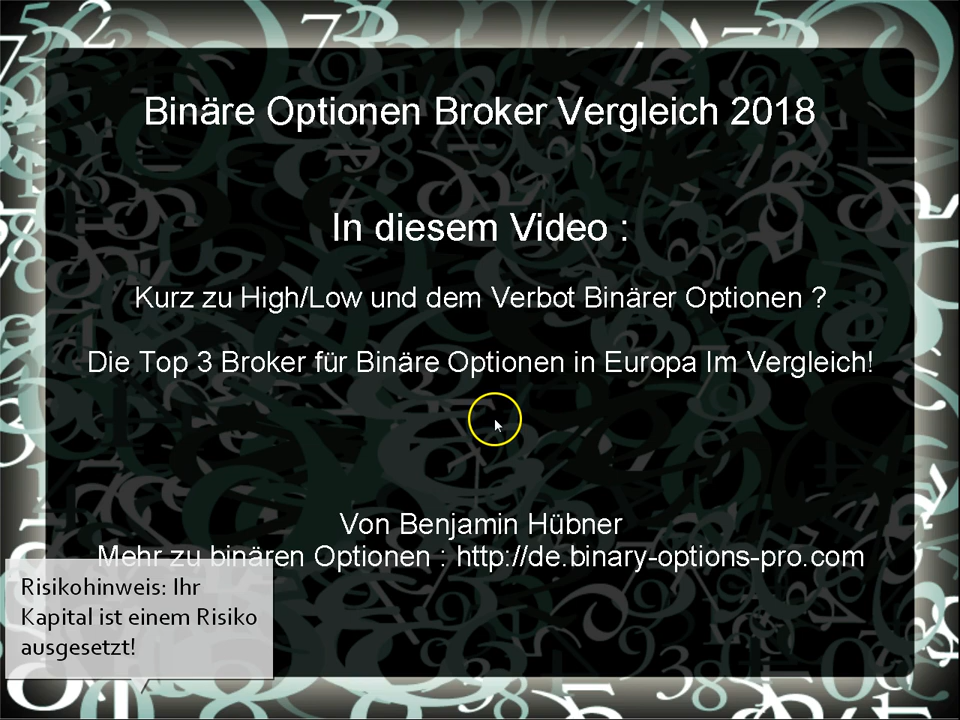 Binäre Optionen Broker Vergleich 2018
In diesem Video :
Kurz zu High/Low und dem Verbot Binärer Optionen ?
Die Top 3 Broker für Binäre Optionen in Europa Im Vergleich!
Von Benjamin Hübner
Mehr zu binären Optionen : http://de.binary-options-pro.com
Risikohinweis: Ihr
Kapital ist einem Risiko
ausgesetzt!